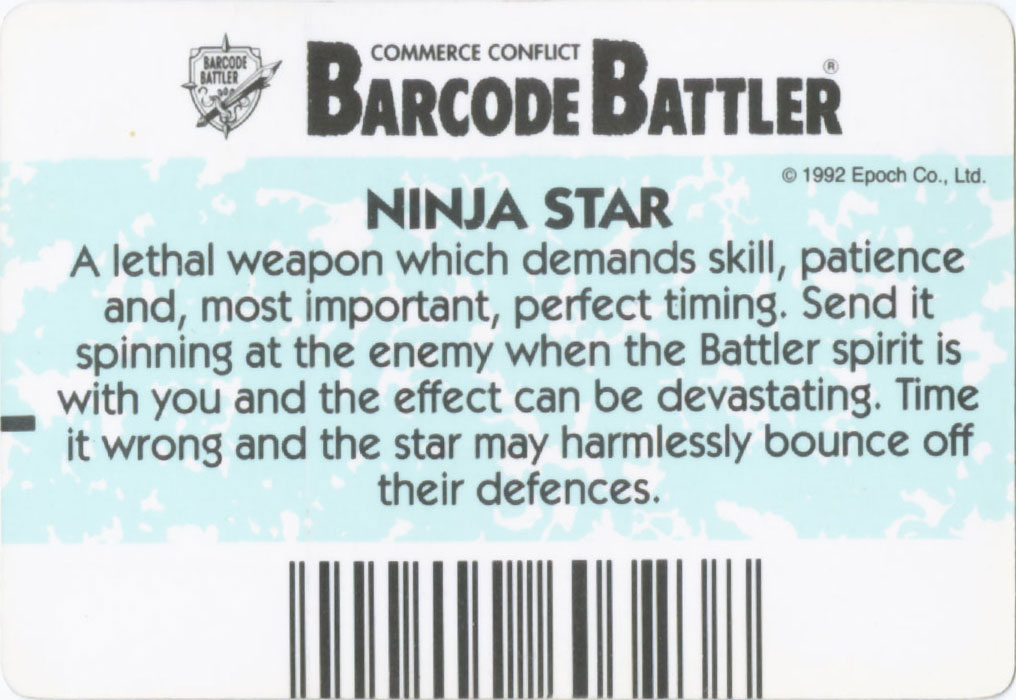 BARCODE
BATTLER
COMMERCE CONFLICT
BARCODE BATTLER®
© 1992 Epoch Co., Ltd.
NINJA STAR
A lethal weapon which demands skill, patience
and, most important, perfect timing. Send it
spinning at the enemy when the Battler spirit is
with you and the effect can be devastating. Time
it wrong and the star may harmlessly bounce off
their defences.